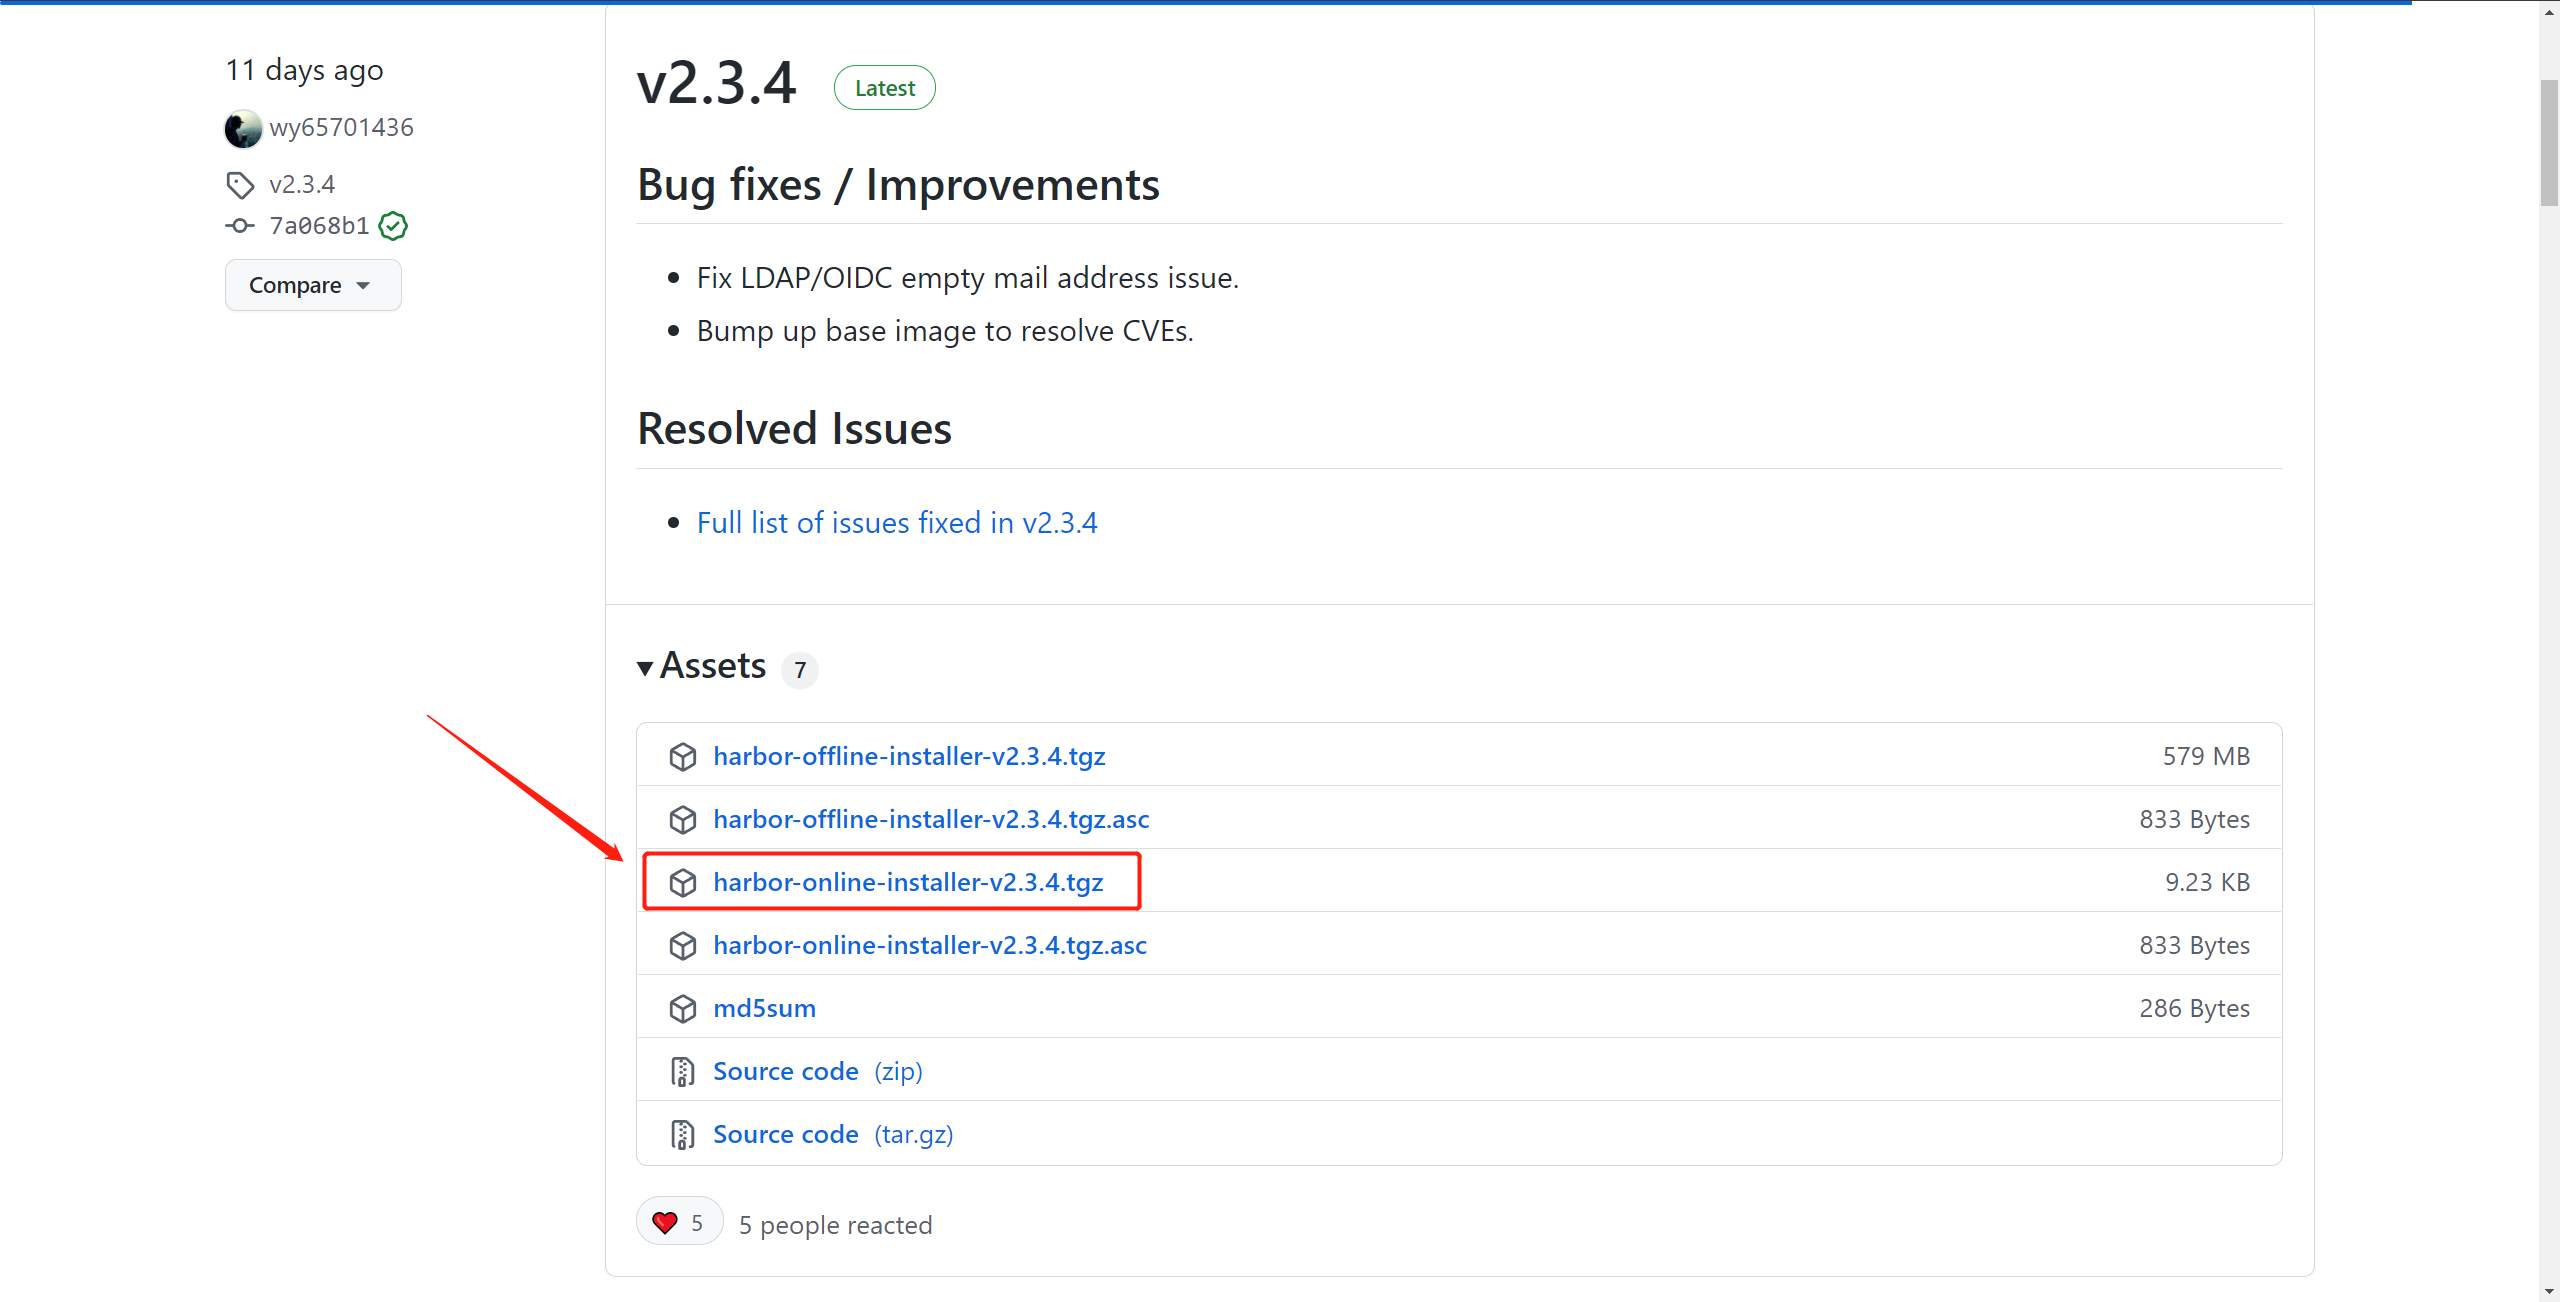 11 days ago
wy65701436
v2.3.4
7a068b1
Compare
v2.3.4 Latest
Bug fixes / Improvements
Fix LDAP/OIDC empty mail address issue.
Bump up base image to resolve CVEs.
Resolved Issues
Full list of issues fixed in v2.3.4
Assets 7
harbor-offline-installer-v2.3.4.tgz 579 MB
harbor-offline-installer-v2.3.4.tgz.asc 833 Bytes
harbor-online-installer-v2.3.4.tgz 9.23 KB
harbor-online-installer-v2.3.4.tgz.asc 833 Bytes
md5sum 286 Bytes
Source code (zip)
Source code (tar.gz)
5 5 people reacted